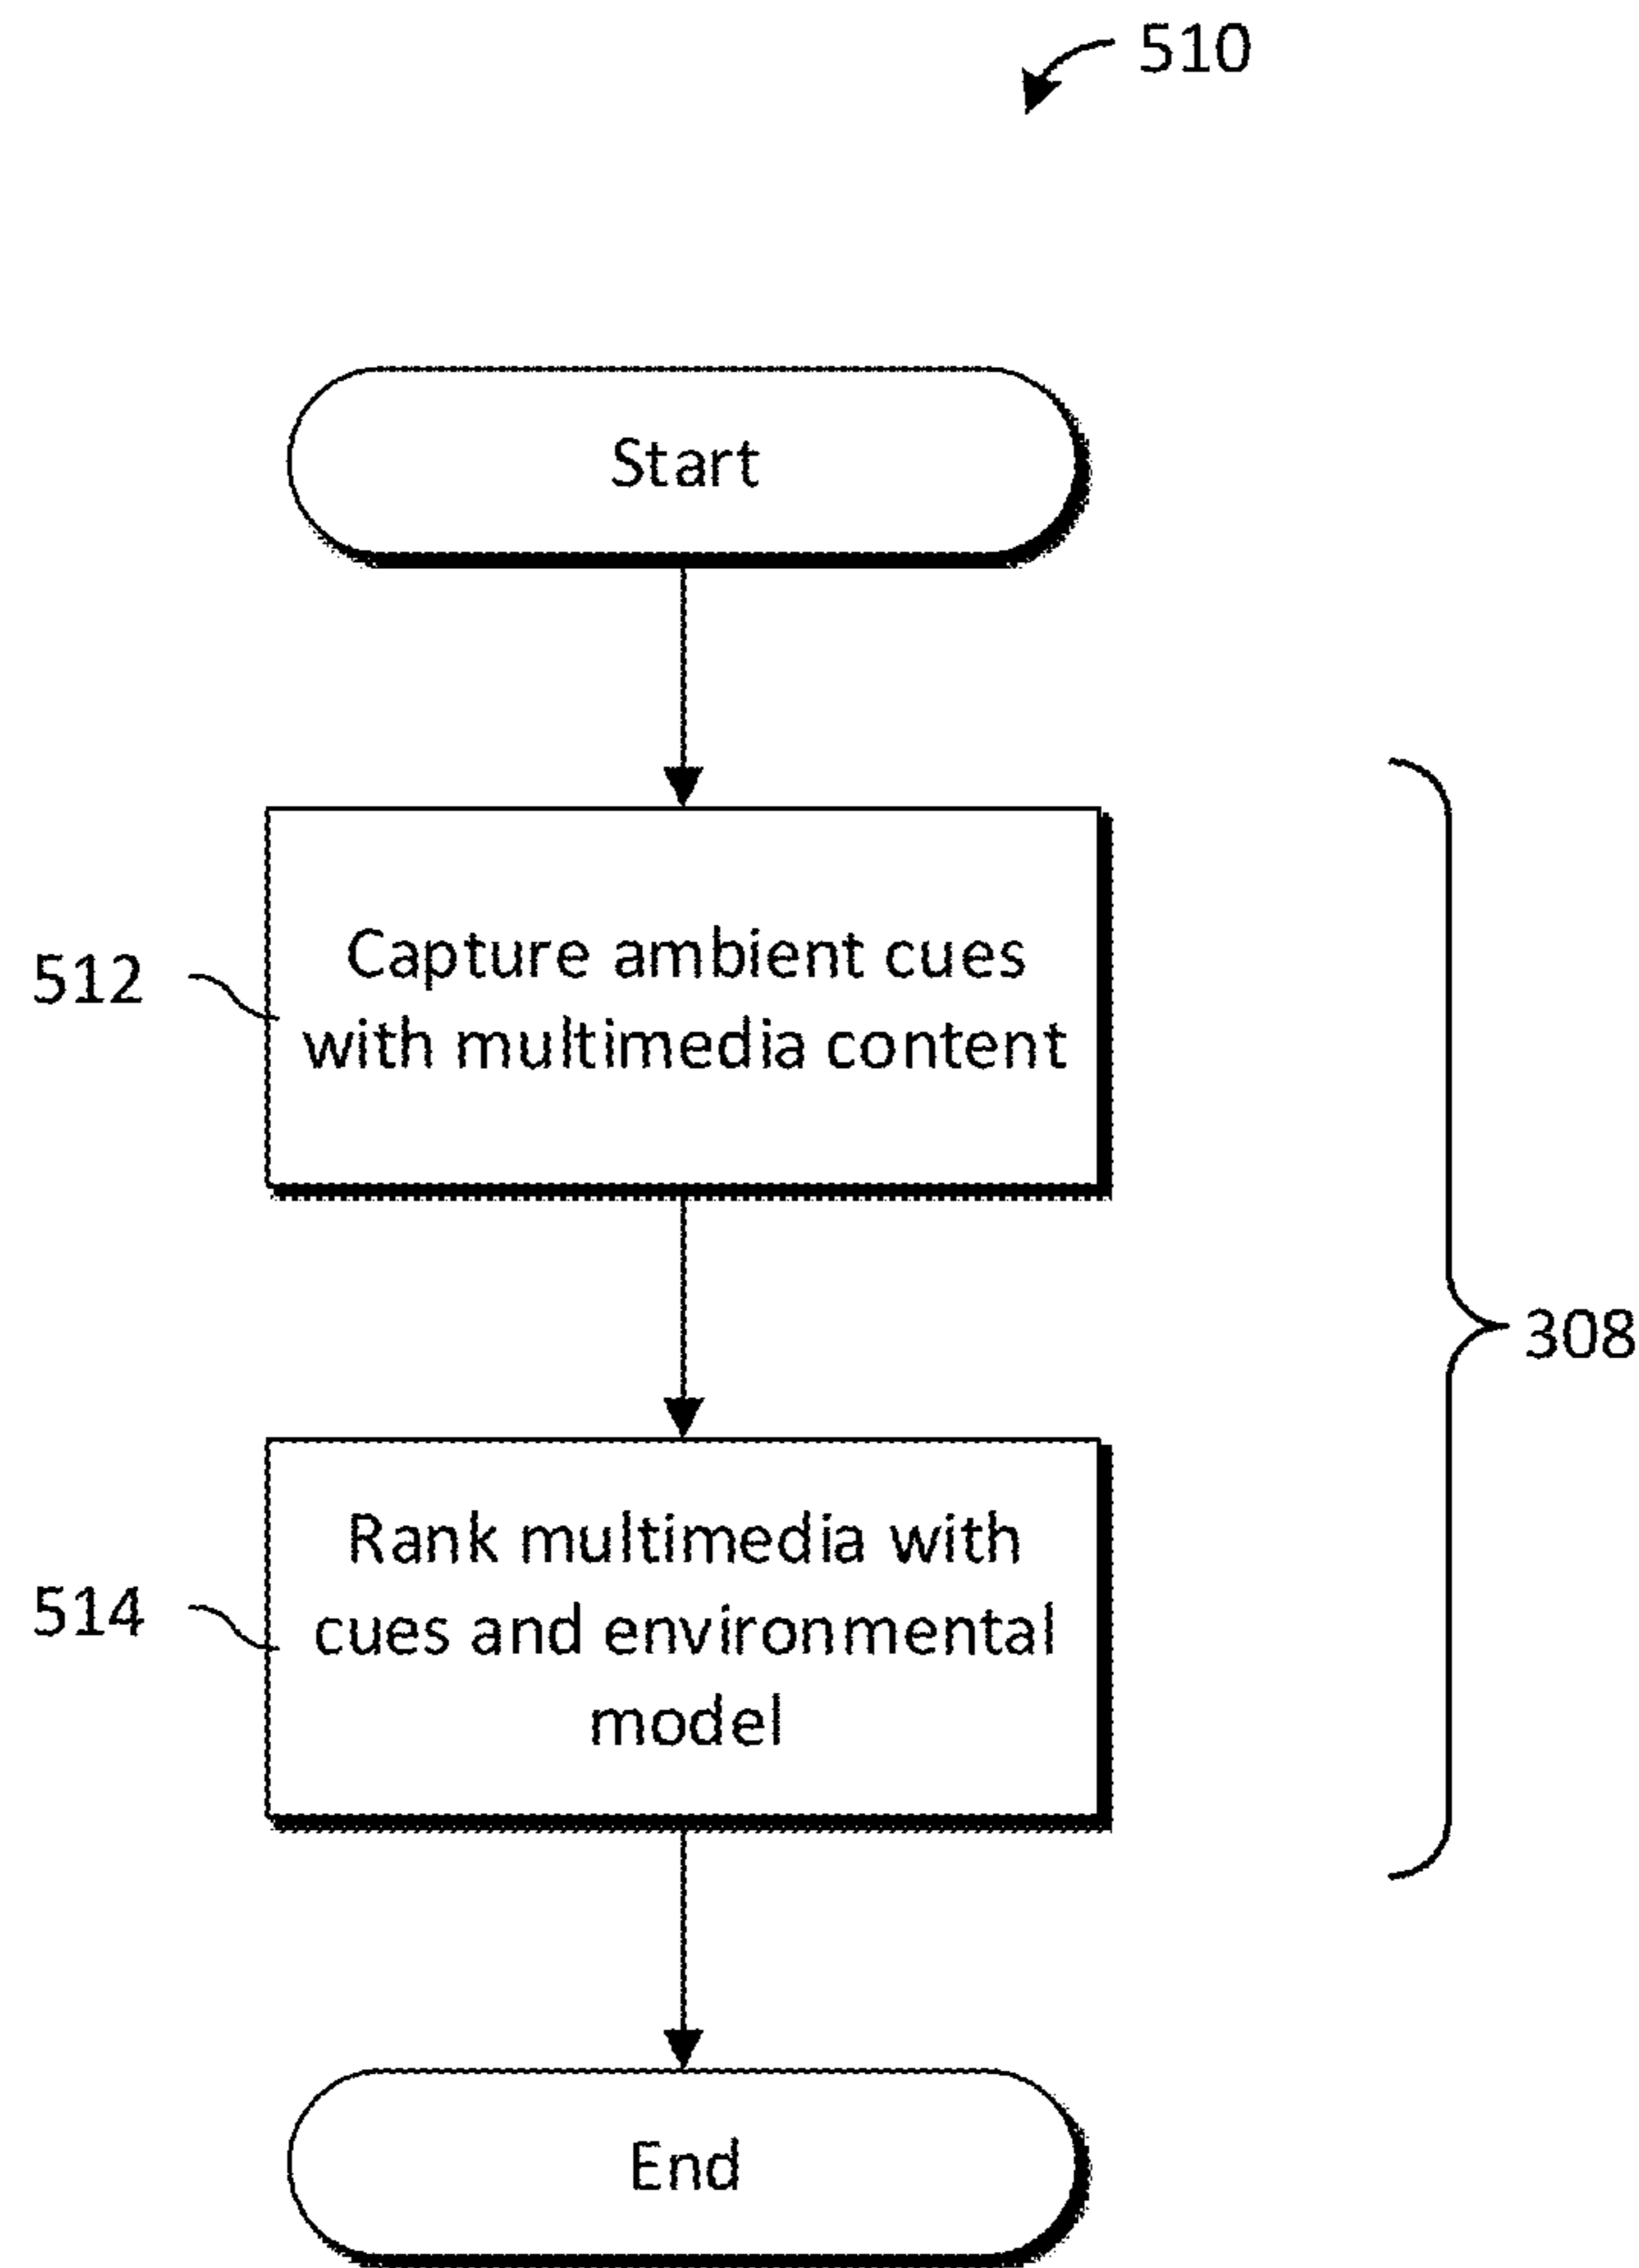 510
Start
512
Capture ambient cues
with multimedia content
308
514
Rank multimedia with
cues and environmental
model
End